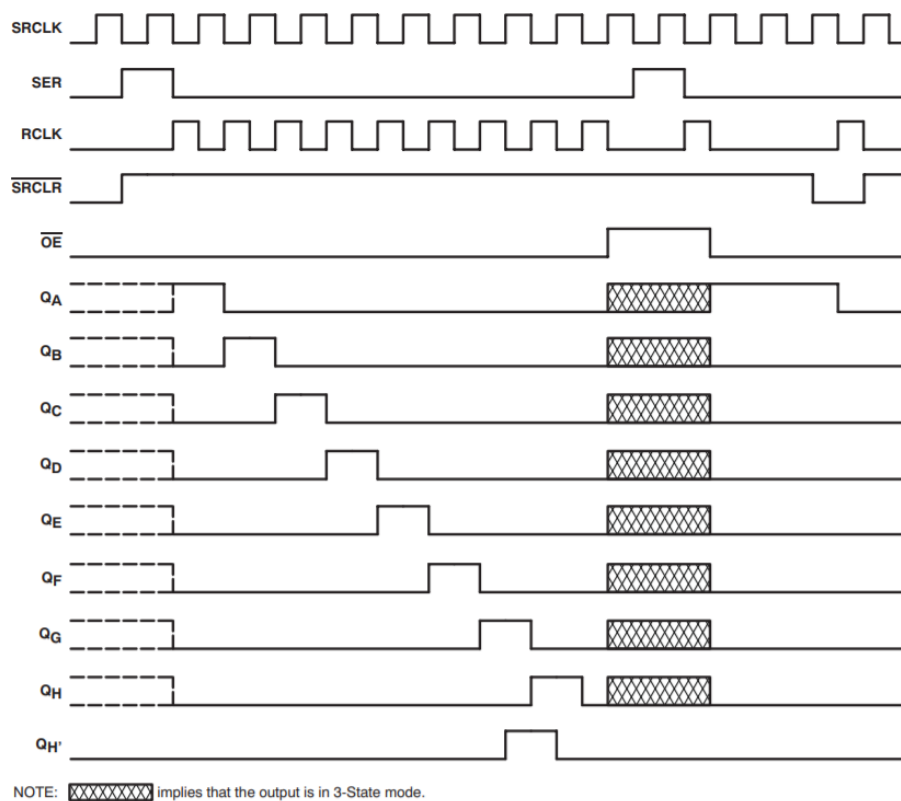 SRCLK
SER
RCLK
SRCLR
OE
QA
QB
QC
QD
QE
QF
QG
QH
QH'
NOTE: implies that the output is in 3-State mode.